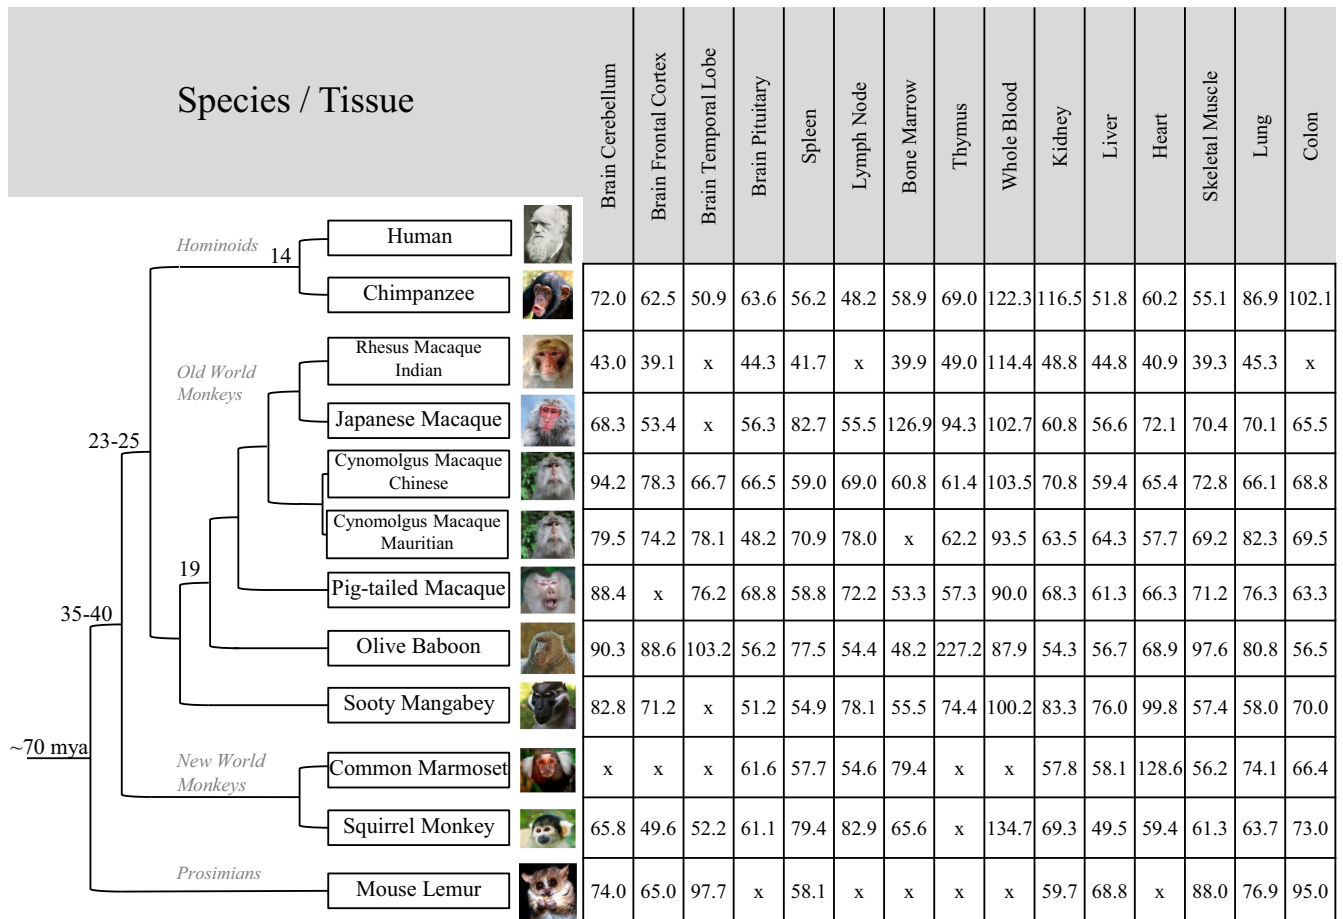 Species / Tissue
Brain Cerebellum
Brain Frontal Cortex
Brain Temporal Lobe
Brain Pituitary
Spleen
Lymph Node
Bone Marrow
Thymus
Whole Blood
Kidney
Liver
Heart
Skeletal Muscle
Lung
Colon
Hominoids
14
Human
Chimpanzee
72.0 62.5 50.9 63.6 56.2 48.2 58.9 69.0 122.3 116.5 51.8 60.2 55.1 86.9 102.1
Old World
Monkeys
Rhesus Macaque
Indian
43.0 39.1 x 44.3 41.7 x 39.9 49.0 114.4 48.8 44.8 40.9 39.3 45.3 x
Japanese Macaque
68.3 53.4 x 56.3 82.7 55.5 126.9 94.3 102.7 60.8 56.6 72.1 70.4 70.1 65.5
23-25
Cynomolgus Macaque
Chinese
94.2 78.3 66.7 66.5 59.0 69.0 60.8 61.4 103.5 70.8 59.4 65.4 72.8 66.1 68.8
Cynomolgus Macaque
Mauritian
79.5 74.2 78.1 48.2 70.9 78.0 x 62.2 93.5 63.5 64.3 57.7 69.2 82.3 69.5
19
Pig-tailed Macaque
88.4 x 76.2 68.8 58.8 72.2 53.3 57.3 90.0 68.3 61.3 66.3 71.2 76.3 63.3
35-40
Olive Baboon
90.3 88.6 103.2 56.2 77.5 54.4 48.2 227.2 87.9 54.3 56.7 68.9 97.6 80.8 56.5
Sooty Mangabey
82.8 71.2 x 51.2 54.9 78.1 55.5 74.4 100.2 83.3 76.0 99.8 57.4 58.0 70.0
~70 mya
New World
Monkeys
Common Marmoset
x x x 61.6 57.7 54.6 79.4 x x 57.8 58.1 128.6 56.2 74.1 66.4
Squirrel Monkey
65.8 49.6 52.2 61.1 79.4 82.9 65.6 x 134.7 69.3 49.5 59.4 61.3 63.7 73.0
Prosimians
Mouse Lemur
74.0 65.0 97.7 x 58.1 x x x x 59.7 68.8 x 88.0 76.9 95.0